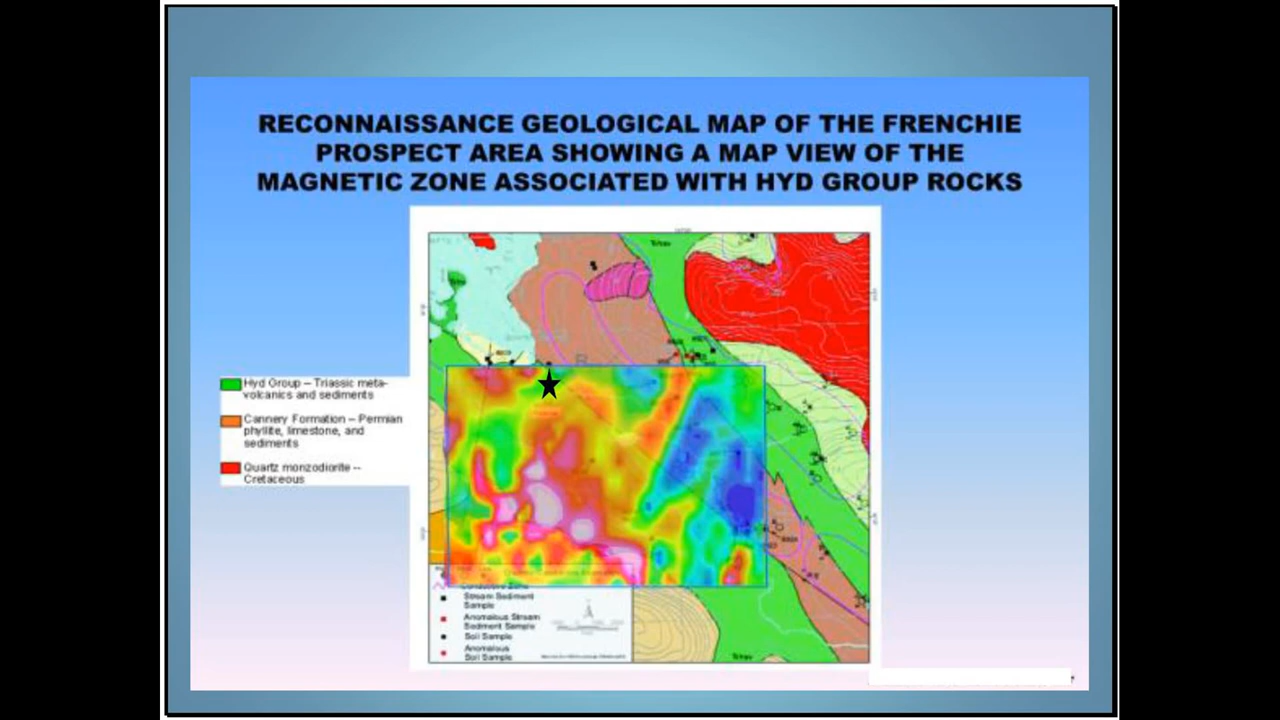 RECONNAISSANCE GEOLOGICAL MAP OF THE FRENCHIE
PROSPECT AREA SHOWING A MAP VIEW OF THE
MAGNETIC ZONE ASSOCIATED WITH HYD GROUP ROCKS
Hyd Group – Triassic meta-
volcanics and sediments
Cannery Formation – Permian
phyllite, limestone, and
sediments
Quartz monzodiorite --
Cretaceous
Conductive Zone
Stream Sediment
Sample
Anomalous Stream
Sediment Sample
Soil Sample
Anomalous
Soil Sample